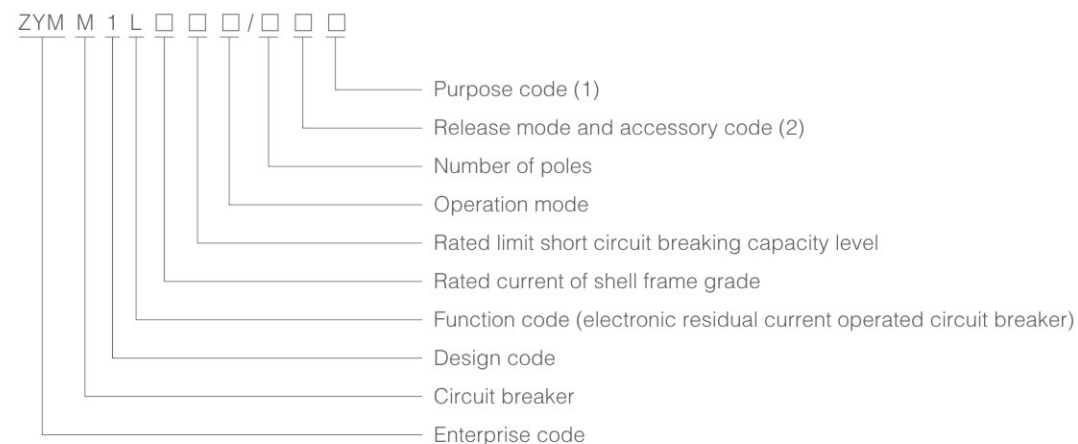 ZYM M 1 L □ □ □ / □ □ □
Purpose code (1)
Release mode and accessory code (2)
Number of poles
Operation mode
Rated limit short circuit breaking capacity level
Rated current of shell frame grade
Function code (electronic residual current operated circuit breaker)
Design code
Circuit breaker
Enterprise code